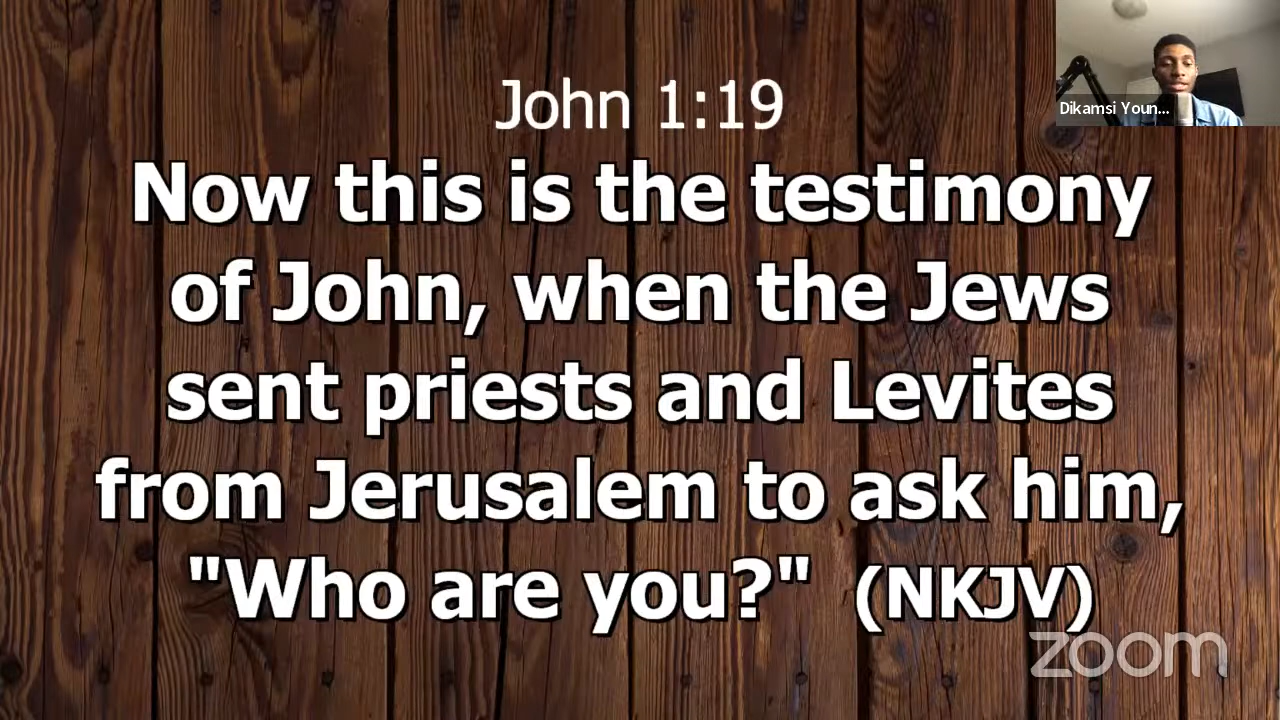 John 1:19
Now this is the testimony
of John, when the Jews
sent priests and Levites
from Jerusalem to ask him,
"Who are you?" (NKJV)
Dikamsi Youn...
zoom